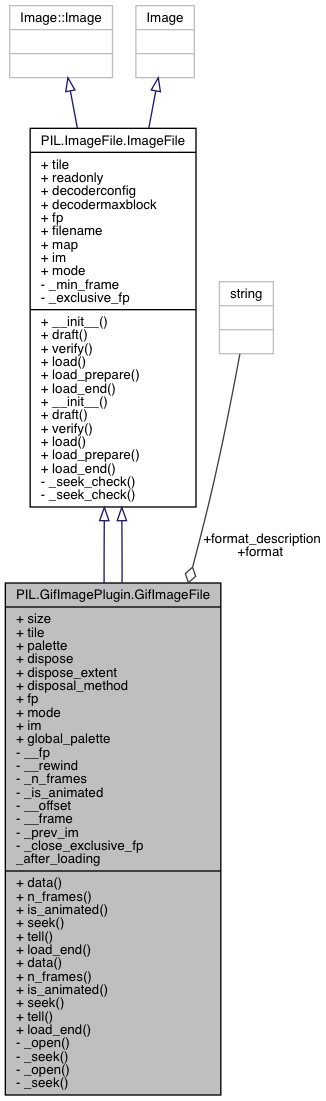 Image::Image
Image
PIL.ImageFile.ImageFile
+ tile
+ readonly
+ decoderconfig
+ decodermaxblock
+ fp
+ filename
+ map
+ im
+ mode
- _min_frame
- _exclusive_fp
+ __init__()
+ draft()
+ verify()
+ load()
+ load_prepare()
+ load_end()
+ __init__()
+ draft()
+ verify()
+ load()
+ load_prepare()
+ load_end()
- _seek_check()
- _seek_check()
string
+format_description
+format
PIL.GifImagePlugin.GifImageFile
+ size
+ tile
+ palette
+ dispose
+ dispose_extent
+ disposal_method
+ fp
+ mode
+ im
+ global_palette
- __fp
- __rewind
- _n_frames
- _is_animated
- __offset
- __frame
- _prev_im
- _close_exclusive_fp
_after_loading
+ data()
+ n_frames()
+ is_animated()
+ seek()
+ tell()
+ load_end()
+ data()
+ n_frames()
+ is_animated()
+ seek()
+ tell()
+ load_end()
- _open()
- _seek()
- _open()
- _seek()